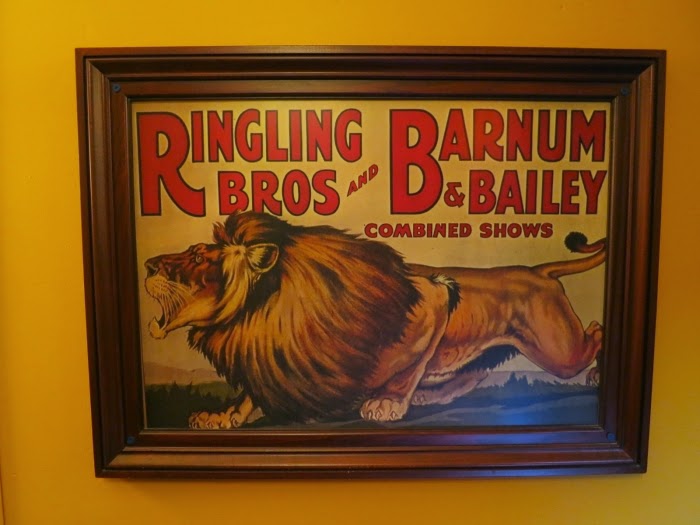 RINGLING BROS AND BARNUM & BAILEY
COMBINED SHOWS